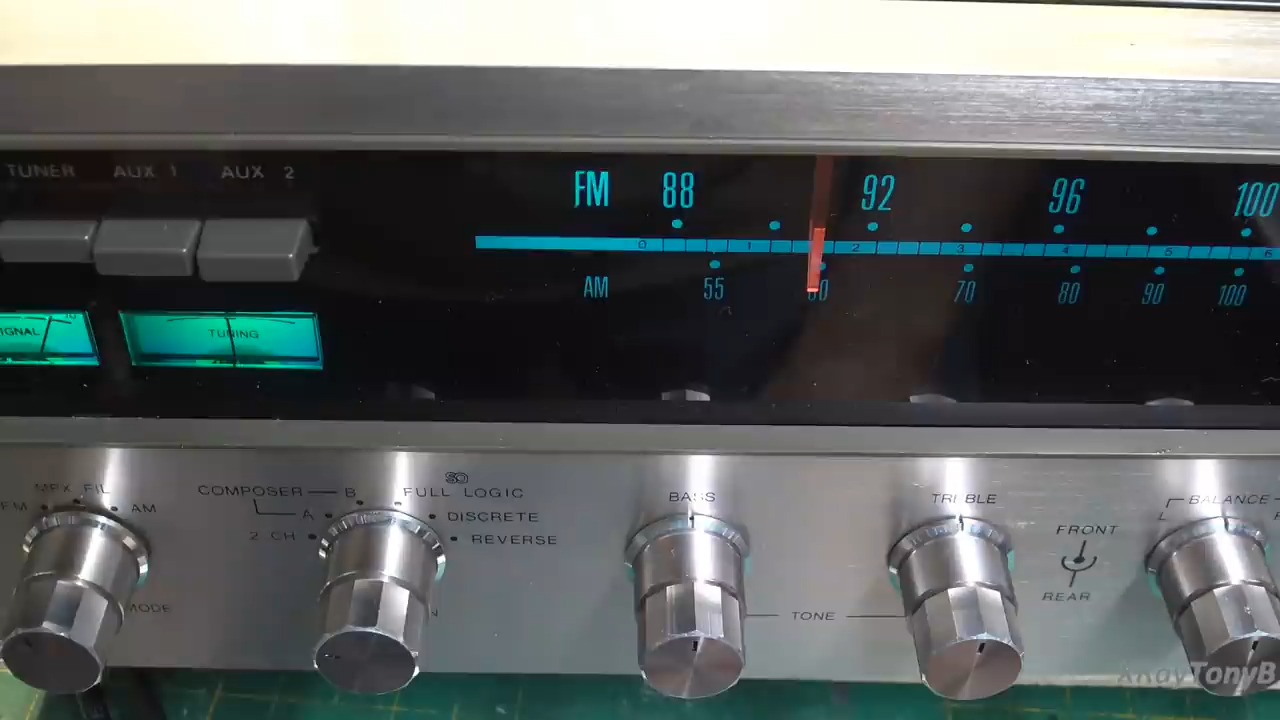 TUNER AUX 1 AUX 2
FM 88 92 96 100
0 1 2 3 4 5 6
AM 55 60 70 80 90 100
SIGNAL TUNING
FM MPX FIL AM
MODE
COMPOSER B FULL LOGIC
A DISCRETE
2 CH REVERSE
BASS TREBLE BALANCE
L
FRONT
REAR
TONE
XRayTonyB